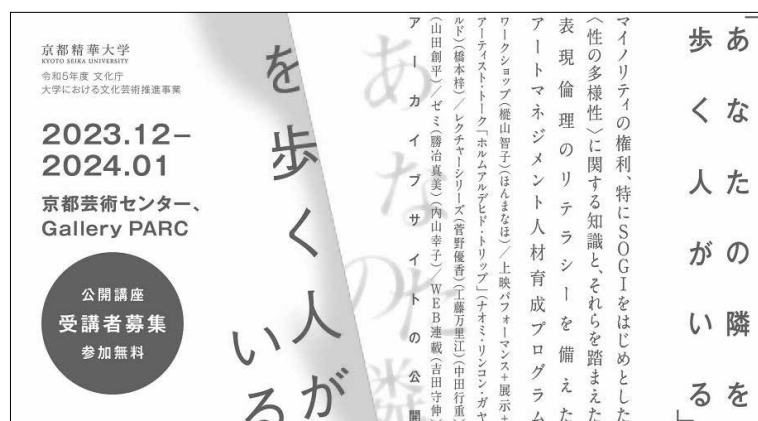 「あなたの隣を
歩く人がいる」
マイノリティの権利、特にSOGIをはじめとした
〈性の多様性〉に関する知識と、それらを踏まえた
表現倫理のリテラシーを備えた
アートマネジメント人材育成プログラム
ワークショップ(樅山智子)(ほんまなほ)/上映パフォーマンス+展示+
アーティスト・トーク「ホルムアルデヒド・トリップ」(ナオミ・リンコン・ガヤ
ルド)(橋本梓)/レクチャーシリーズ(菅野優香)(工藤万里江)(中田行重)
(山田創平)/ゼミ(勝冶真美)(内山幸子)/WEB連載(吉田守伸)/
アーカイブサイトの公開
あなたの隣
を歩く人が
いる
京都精華大学
KYOTO SEIKA UNIVERSITY
令和5年度 文化庁
大学における文化芸術推進事業
2023.12–
2024.01
京都芸術センター、
Gallery PARC
公開講座
受講者募集
参加無料